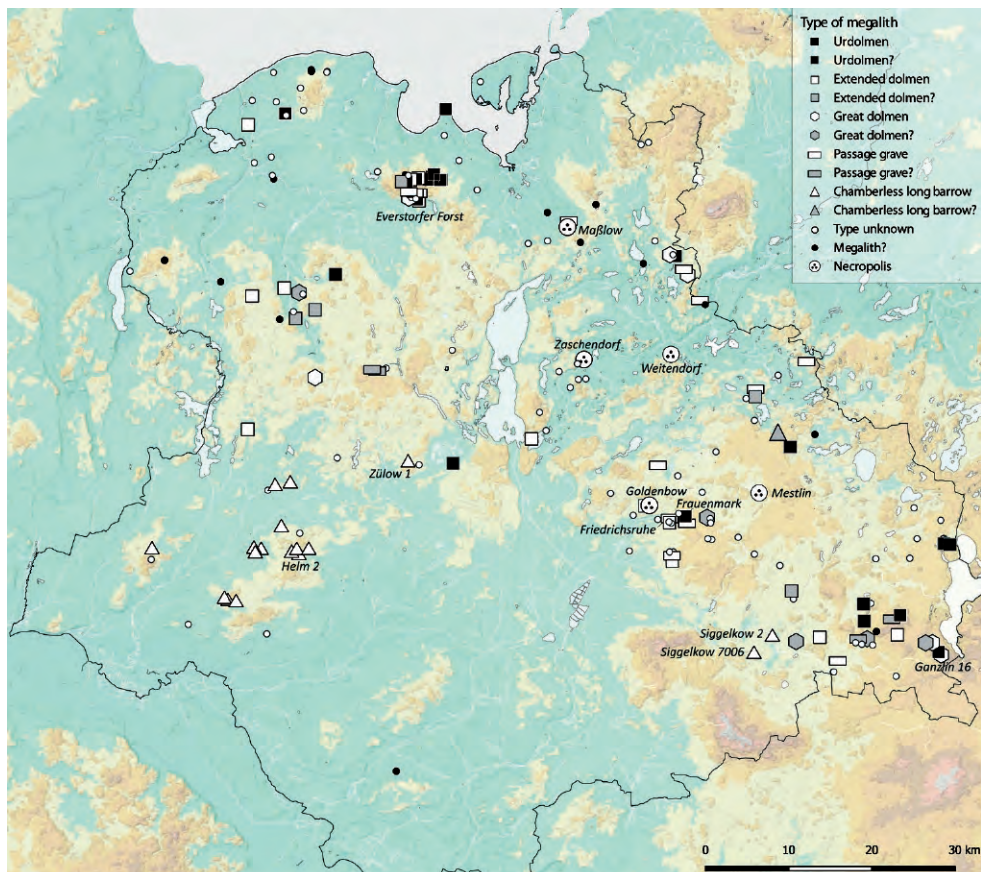 Type of megalith
Urdolmen
Urdolmen?
Extended dolmen
Extended dolmen?
Great dolmen
Great dolmen?
Passage grave
Passage grave?
Chamberless long barrow
Chamberless long barrow?
Type unknown
Megalith?
Necropolis
Everstorfer Forst
Maßlow
Zaschendorf
Weitendorf
Zülow 1
Goldenbow
Mestlin
Frauenmark
Friedrichsruhe
Helm 2
Siggelkow 2
Siggelkow 7006
Ganzlin 16
0 10 20 30 km